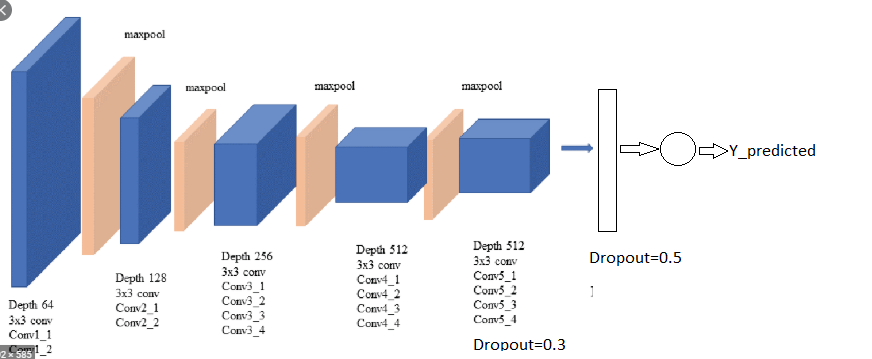 maxpool
maxpool
maxpool
maxpool
Y_predicted
Depth 64
3x3 conv
Conv1_1
Conv1_2
Depth 128
3x3 conv
Conv2_1
Conv2_2
Depth 256
3x3 conv
Conv3_1
Conv3_2
Conv3_3
Conv3_4
Depth 512
3x3 conv
Conv4_1
Conv4_2
Conv4_3
Conv4_4
Depth 512
3x3 conv
Conv5_1
Conv5_2
Conv5_3
Conv5_4
Dropout=0.3
Dropout=0.5
2 × 585